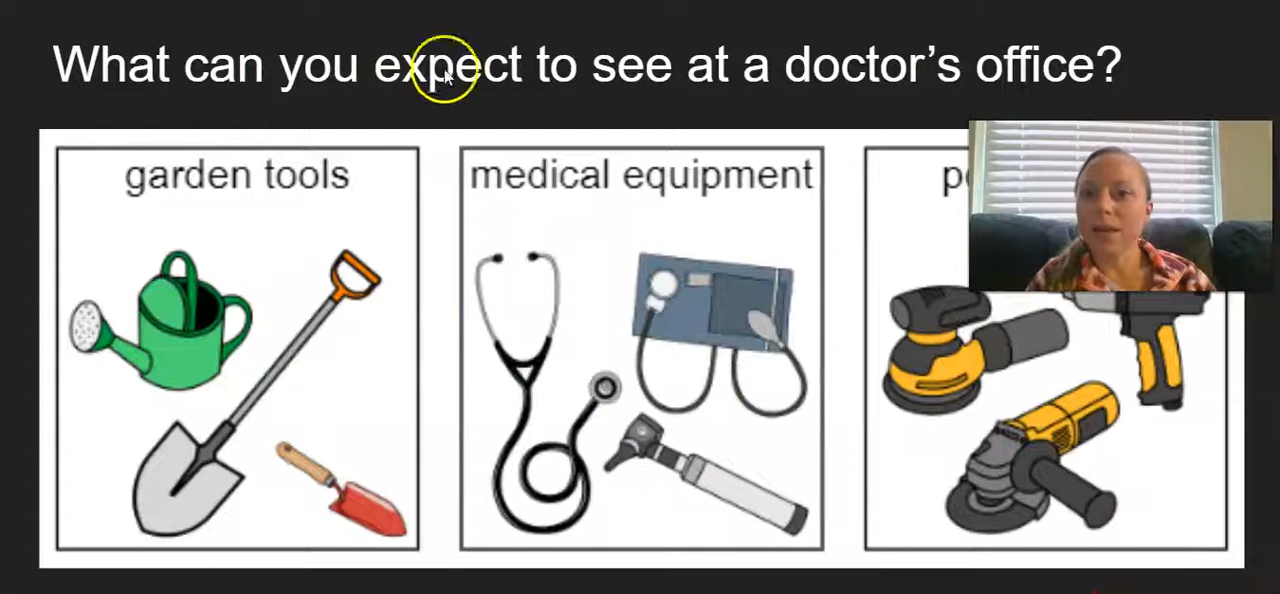 What can you expect to see at a doctor’s office?
garden tools
medical equipment